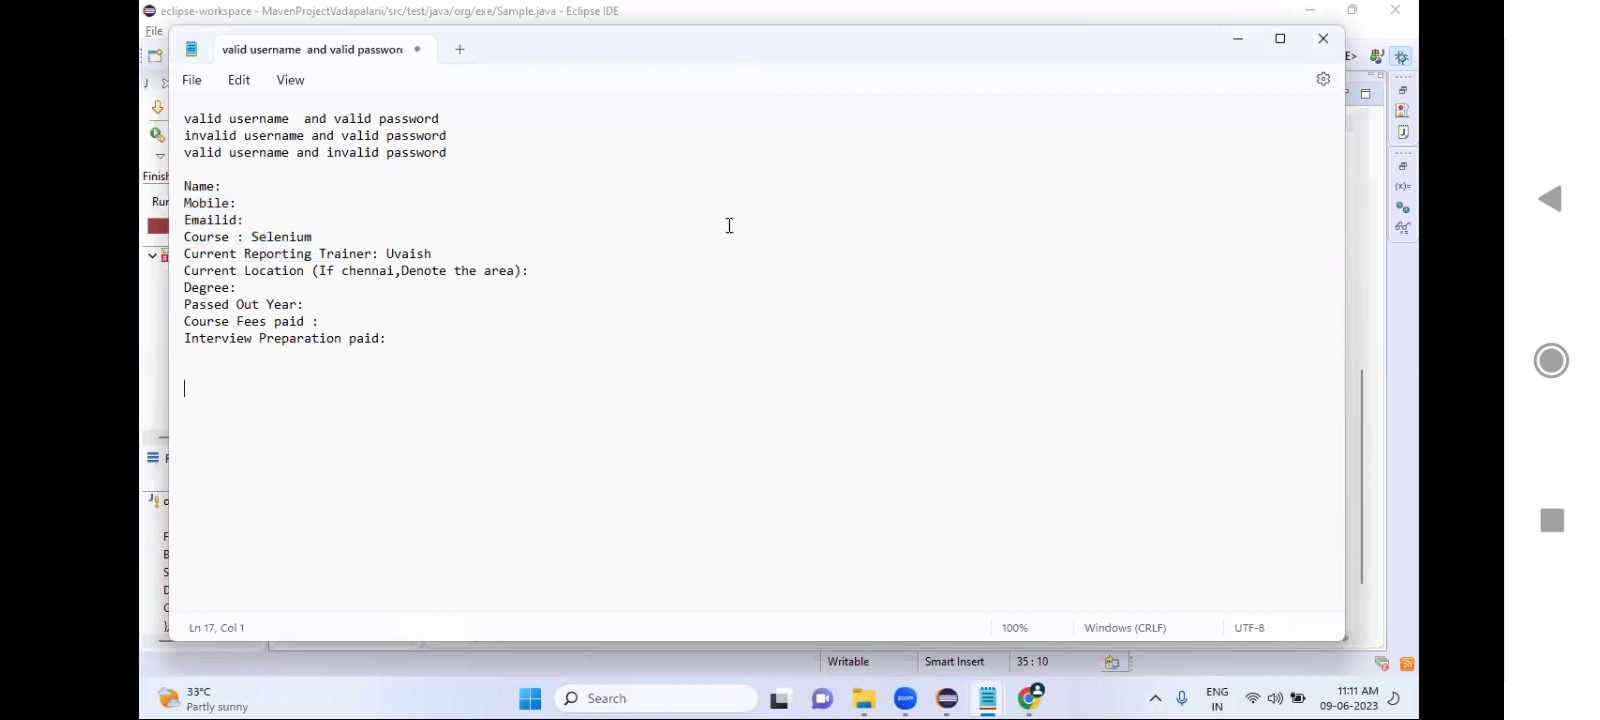 eclipse-workspace - MavenProjectVadapalani/src/test/java/org/exe/Sample.java - Eclipse IDE
File
valid username  and valid password
File Edit View
valid username  and valid password
invalid username and valid password
valid username and invalid password
Name:
Mobile:
Emailid:
Course : Selenium
Current Reporting Trainer: Uvaish
Current Location (If chennai,Denote the area):
Degree:
Passed Out Year:
Course Fees paid :
Interview Preparation paid:
Ln 17, Col 1 100% Windows (CRLF) UTF-8
Writable Smart Insert 35 : 10
33°C
Partly sunny
Search
zoom
ENG
IN
11:11 AM
09-06-2023